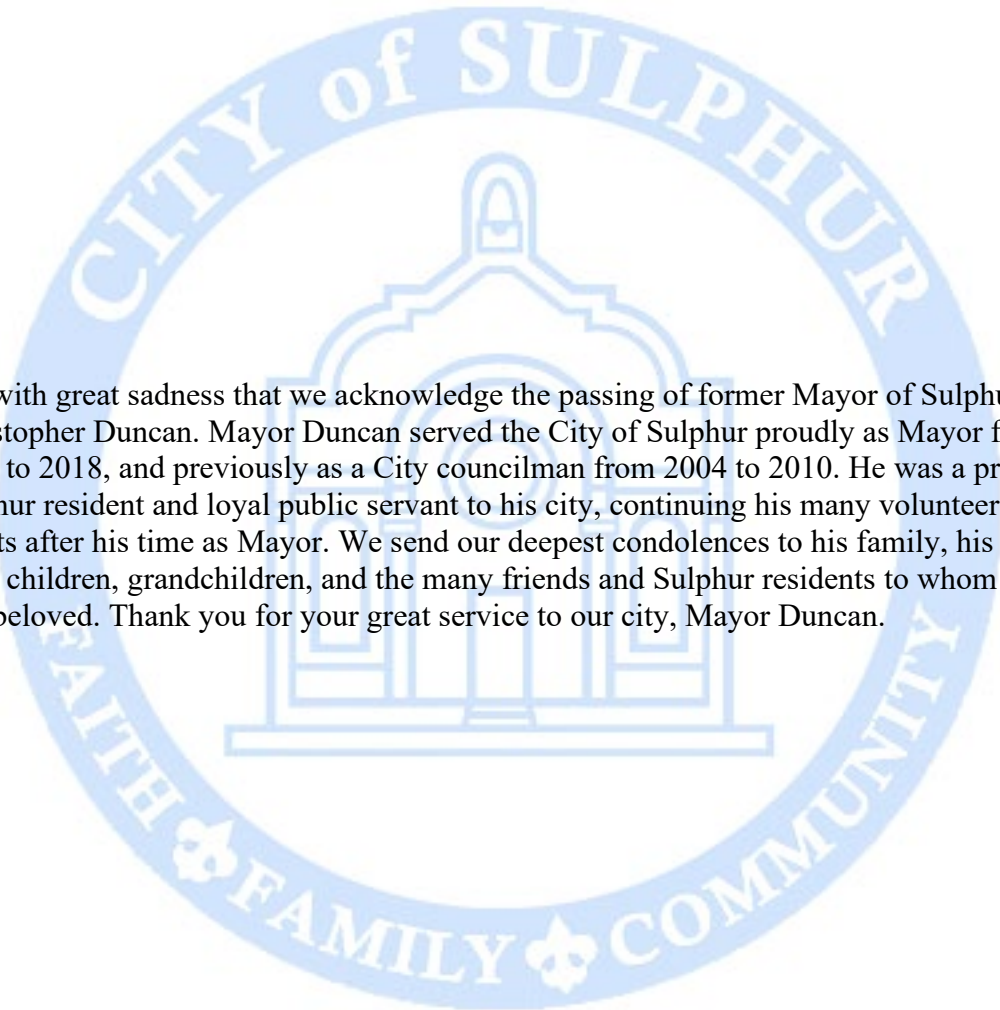 CITY of SULPHUR
with great sadness that we acknowledge the passing of former Mayor of Sulphu
stopher Duncan. Mayor Duncan served the City of Sulphur proudly as Mayor f
to 2018, and previously as a City councilman from 2004 to 2010. He was a pr
hur resident and loyal public servant to his city, continuing his many volunteer
ts after his time as Mayor. We send our deepest condolences to his family, his
children, grandchildren, and the many friends and Sulphur residents to whom
beloved. Thank you for your great service to our city, Mayor Duncan.
FAITH FAMILY COMMUNITY